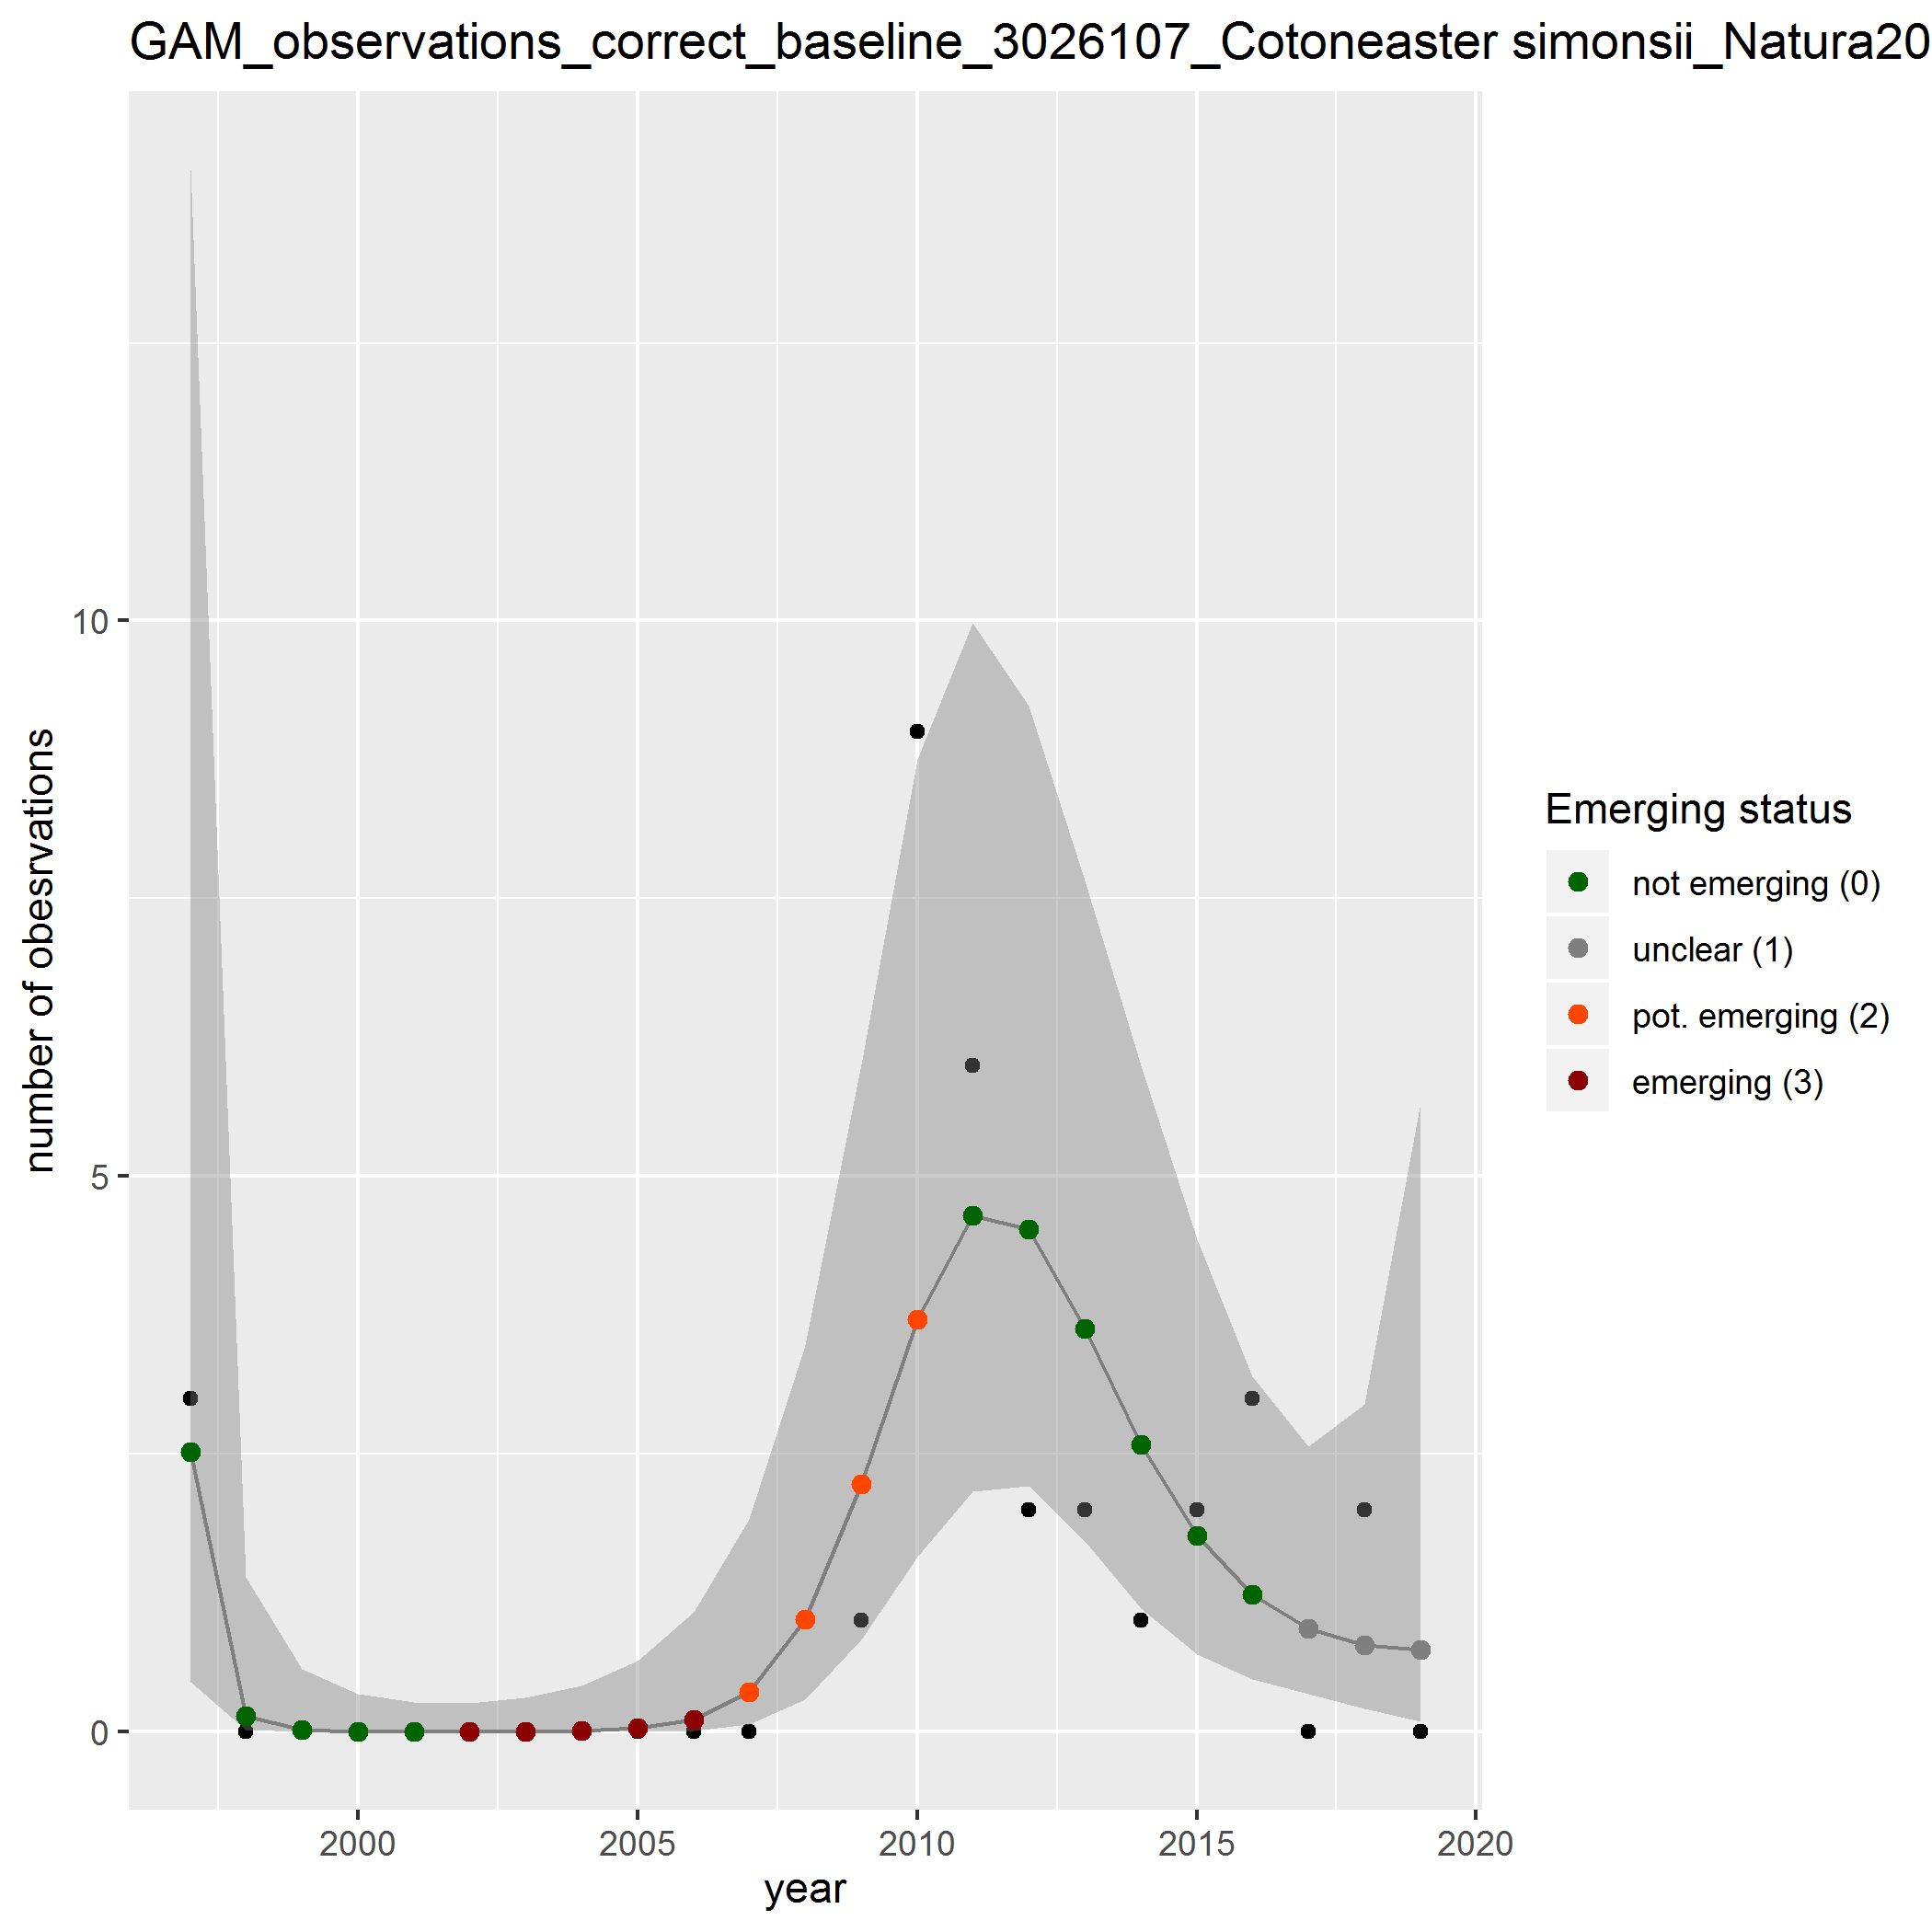 GAM_observations_correct_baseline_3026107_Cotoneaster simonsii_Natura20
number of obesrvations
10
5
0
2000
2005
2010
2015
2020
year
Emerging status
not emerging (0)
unclear (1)
pot. emerging (2)
emerging (3)